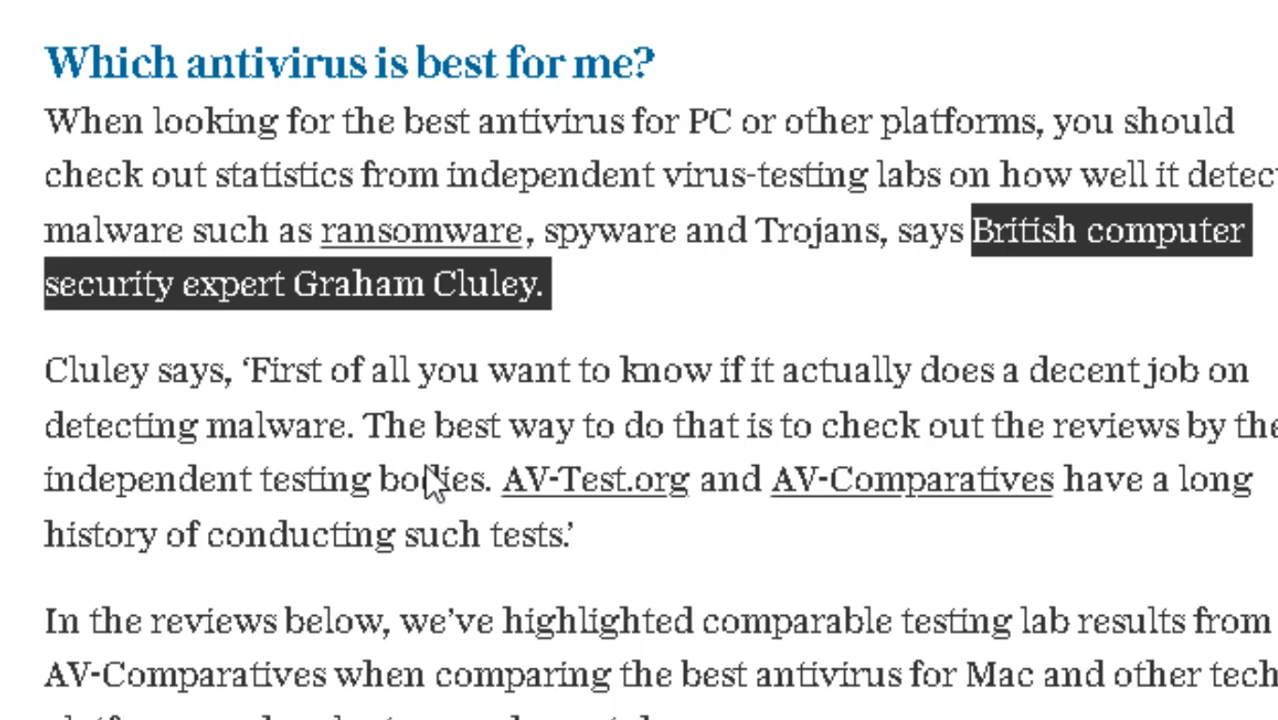 Which antivirus is best for me?
When looking for the best antivirus for PC or other platforms, you should
check out statistics from independent virus-testing labs on how well it detec
malware such as ransomware, spyware and Trojans, says British computer
security expert Graham Cluley.
Cluley says, ‘First of all you want to know if it actually does a decent job on
detecting malware. The best way to do that is to check out the reviews by the
independent testing bodies. AV-Test.org and AV-Comparatives have a long
history of conducting such tests.’
In the reviews below, we’ve highlighted comparable testing lab results from
AV-Comparatives when comparing the best antivirus for Mac and other tech